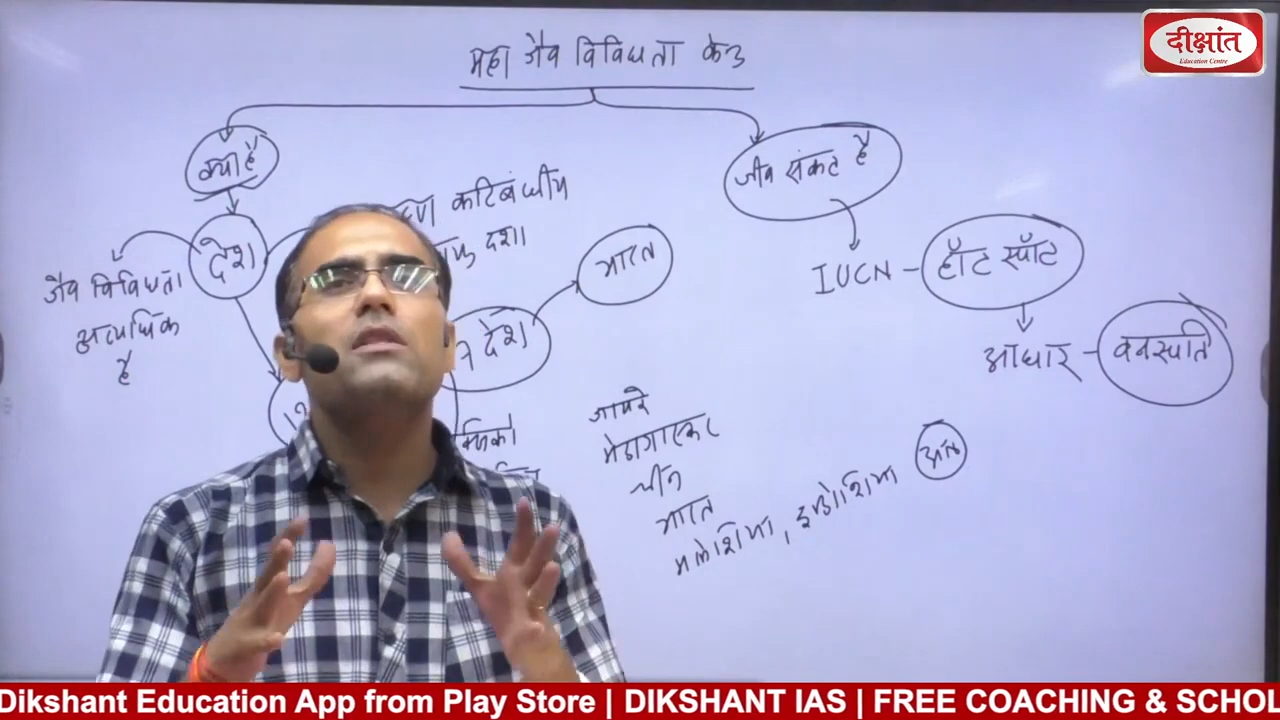 दीक्षांत
Education Centre
महा जैव विविधता केन्द्र
क्या है
जीव संकट है
देश
कटिबंधीय
दशा
जैव विविधता
अत्यधिक
है
भारत
IUCN - हॉट स्पॉट
देश
आधार - वनस्पति
जायरे
मेडागास्कर
चीन
भारत
मलेशिया, इंडोशिया
Dikshant Education App from Play Store | DIKSHANT IAS | FREE COACHING & SCHOL